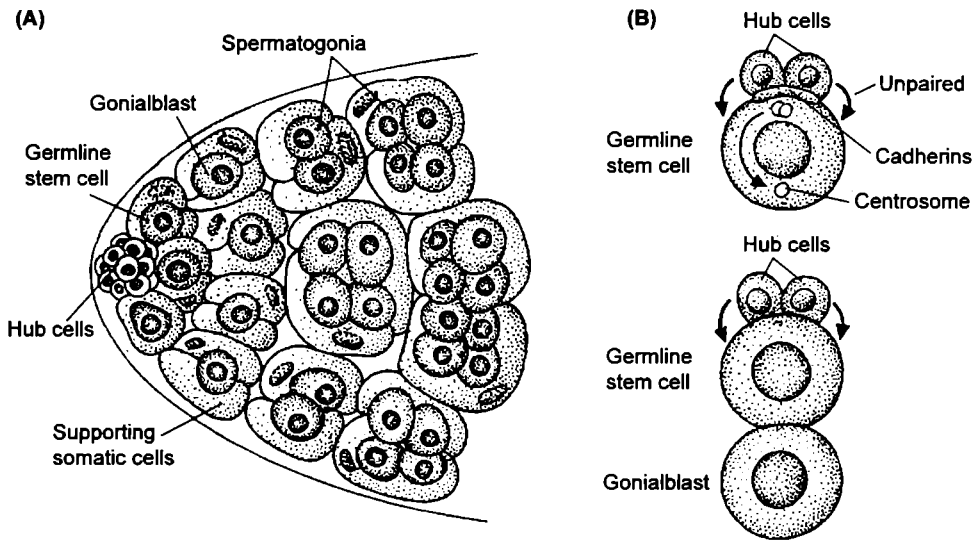 (A)
Spermatogonia
Gonialblast
Germline
stem cell
Hub cells
Supporting
somatic cells
(B)
Hub cells
Unpaired
Germline
stem cell
Cadherins
Centrosome
Hub cells
Germline
stem cell
Gonialblast